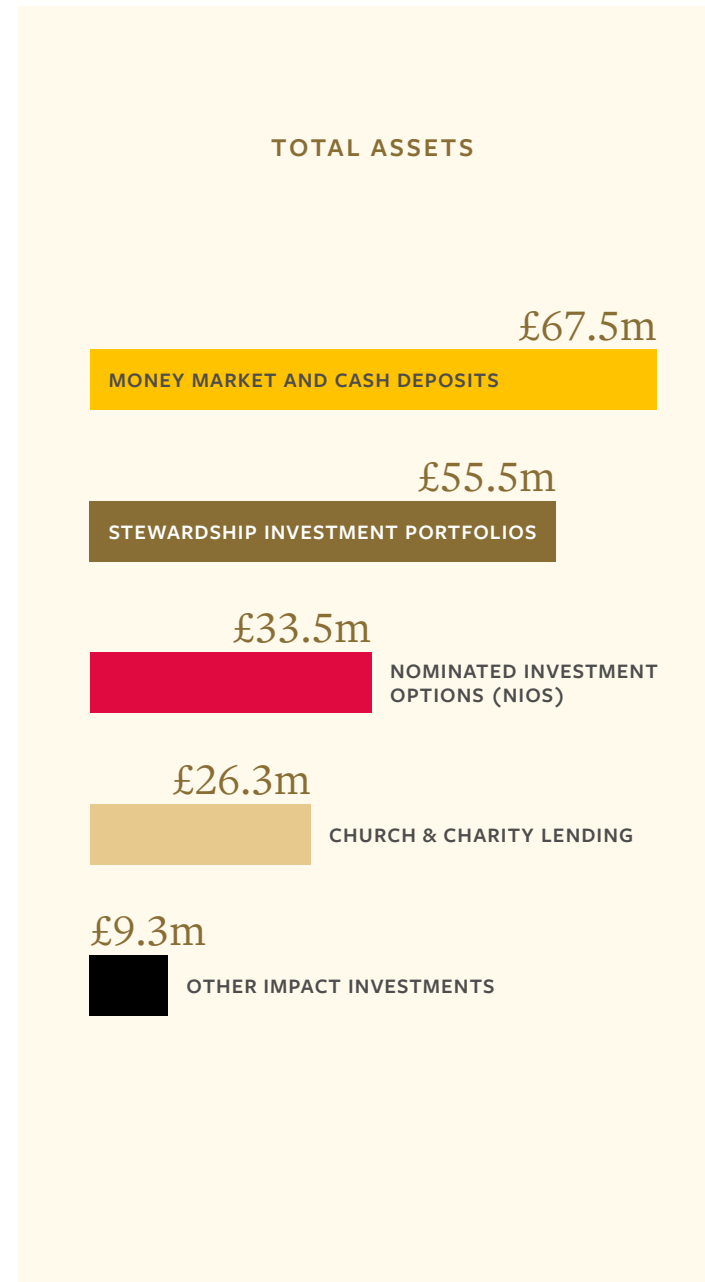 TOTAL ASSETS
£67.5m
MONEY MARKET AND CASH DEPOSITS
£55.5m
STEWARDSHIP INVESTMENT PORTFOLIOS
£33.5m
NOMINATED INVESTMENT
OPTIONS (NIOS)
£26.3m
CHURCH & CHARITY LENDING
£9.3m
OTHER IMPACT INVESTMENTS